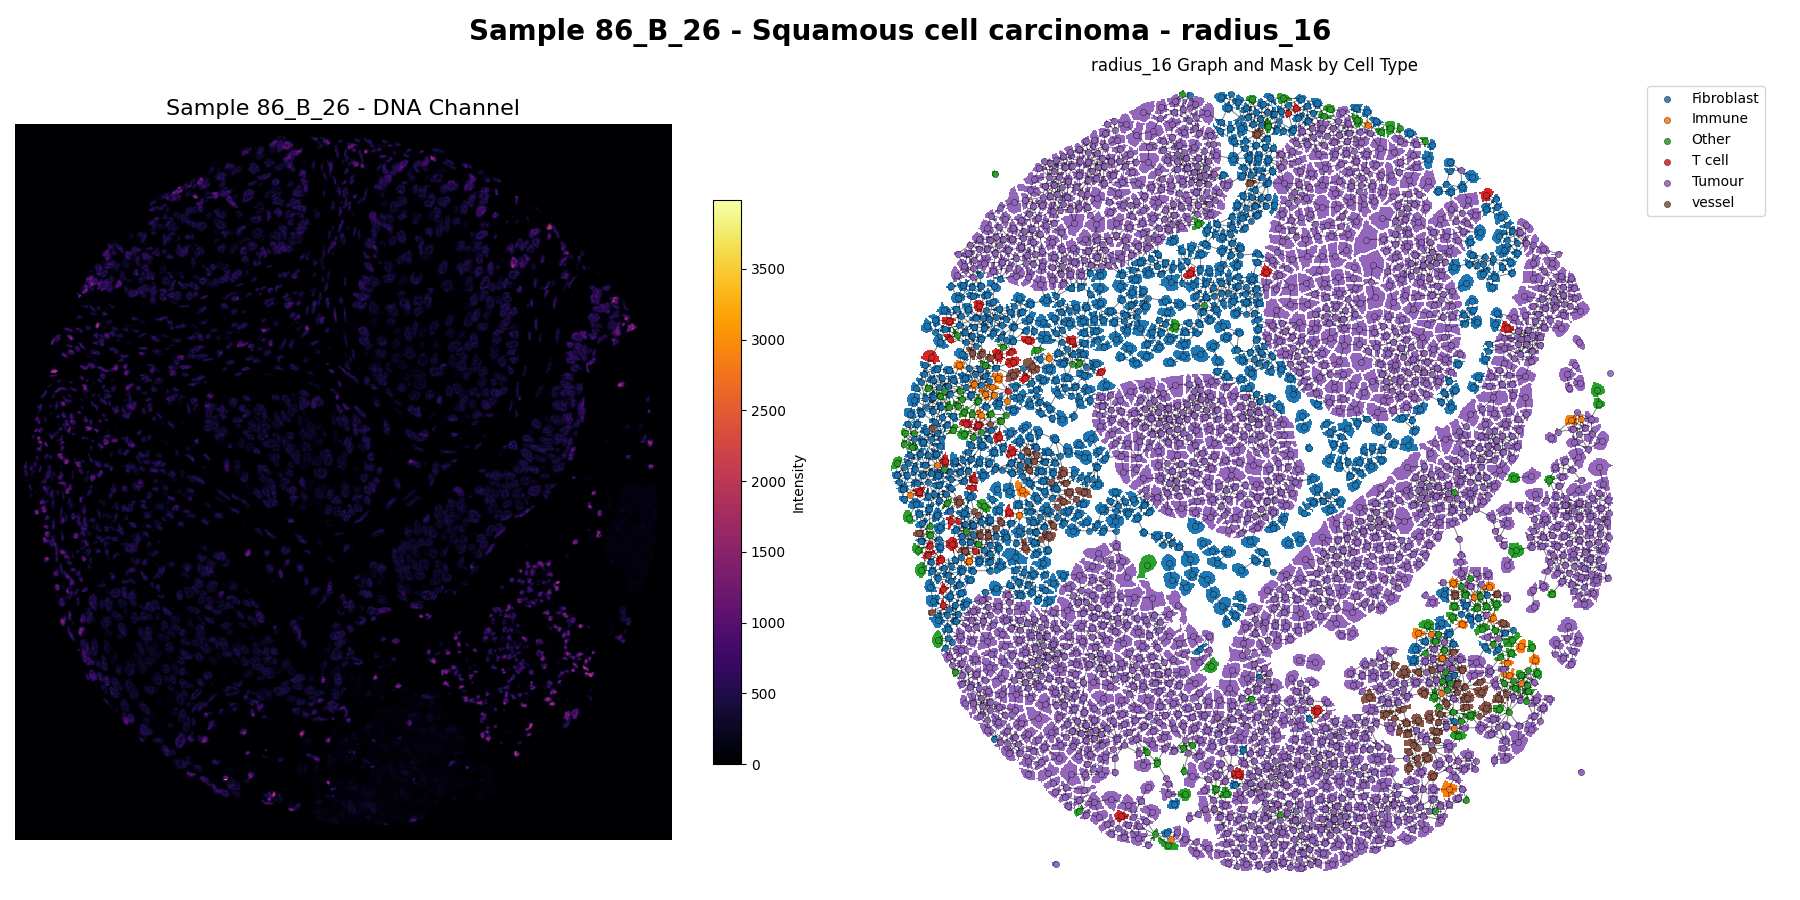 Sample 86_B_26 - Squamous cell carcinoma - radius_16
Sample 86_B_26 - DNA Channel
3500
3000
2500
2000
1500
1000
500
0
Intensity
radius_16 Graph and Mask by Cell Type
Fibroblast
Immune
Other
T cell
Tumour
vessel